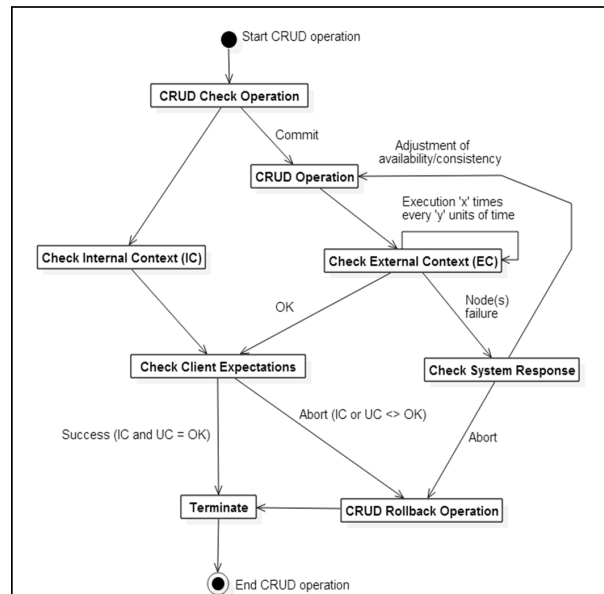 Start CRUD operation
CRUD Check Operation
Commit
Adjustment of
availability/consistency
CRUD Operation
Execution 'x' times
every 'y' units of time
Check Internal Context (IC)
Check External Context (EC)
OK
Node(s)
failure
Check Client Expectations
Check System Response
Abort (IC or UC <> OK)
Success (IC and UC = OK)
Abort
Terminate
CRUD Rollback Operation
End CRUD operation